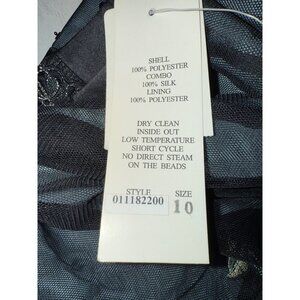 SHELL
100% POLYESTER
COMBO
100% SILK
LINING
100% POLYESTER
DRY CLEAN
INSIDE OUT
LOW TEMPERATURE
SHORT CYCLE
NO DIRECT STEAM
ON THE BEADS
STYLE SIZE
011182200 10